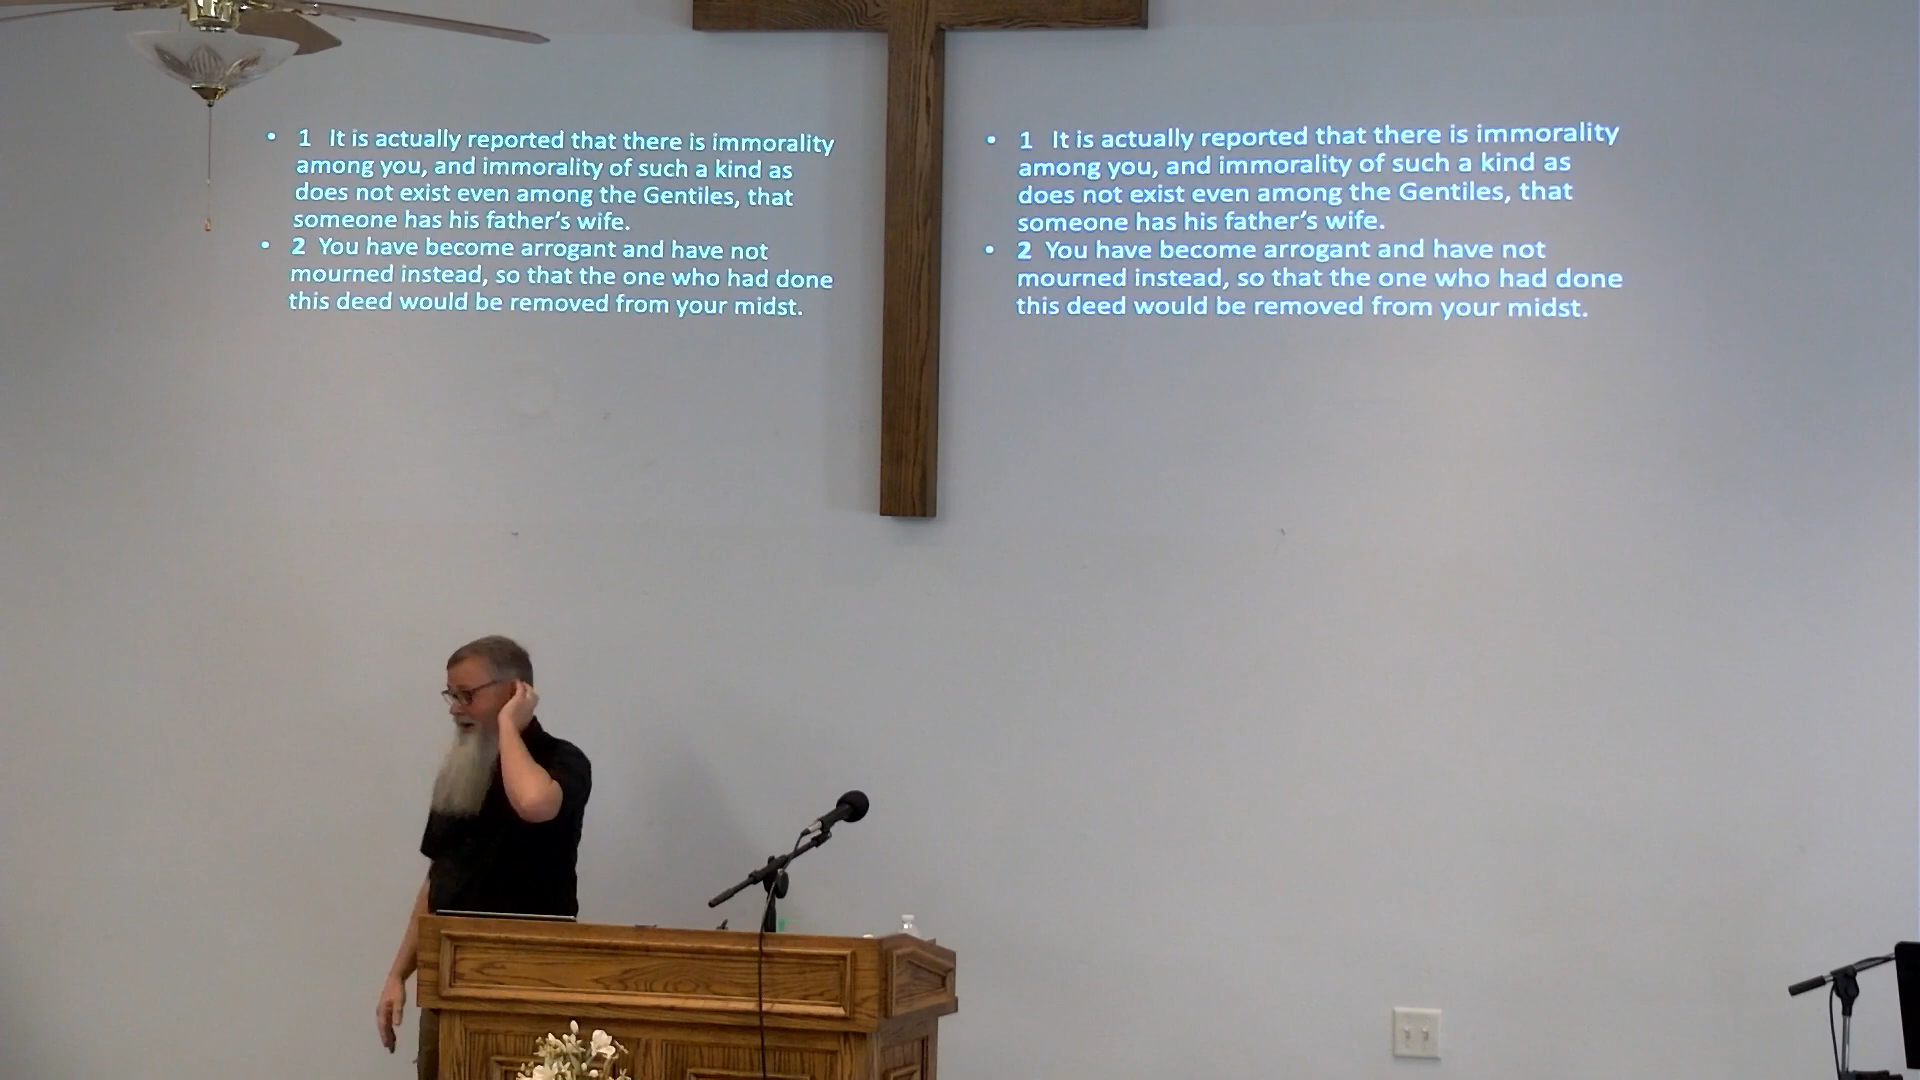 • 1 It is actually reported that there is immorality
among you, and immorality of such a kind as
does not exist even among the Gentiles, that
someone has his father's wife.
• 2 You have become arrogant and have not
mourned instead, so that the one who had done
this deed would be removed from your midst.
• 1 It is actually reported that there is immorality
among you, and immorality of such a kind as
does not exist even among the Gentiles, that
someone has his father's wife.
• 2 You have become arrogant and have not
mourned instead, so that the one who had done
this deed would be removed from your midst.